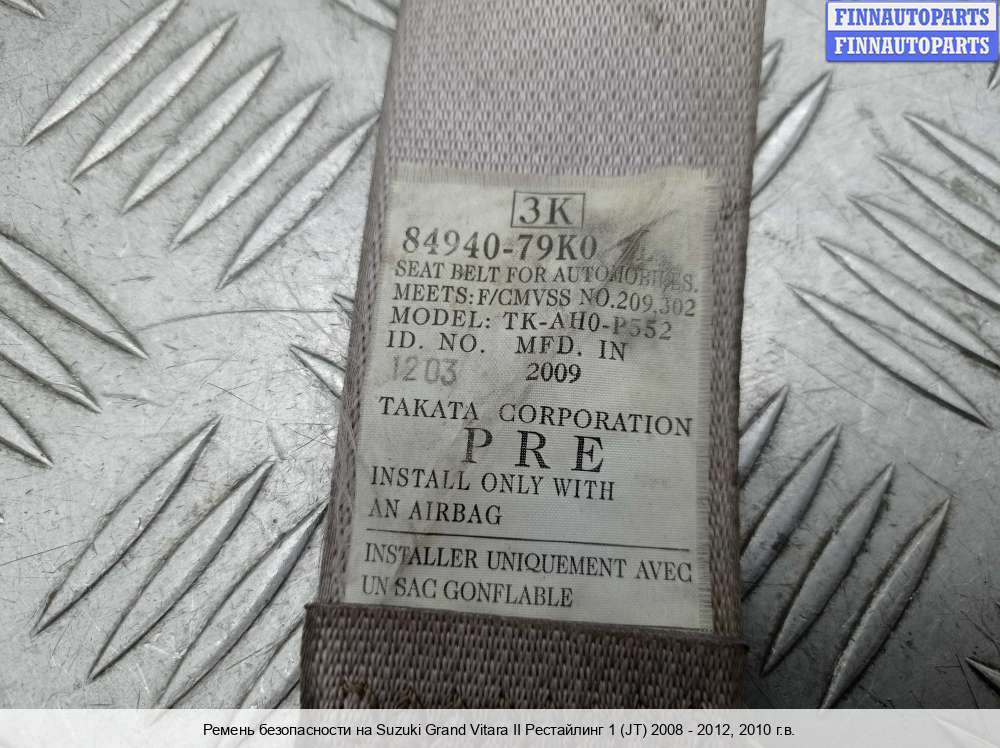 FINNAUTOPARTS
FINNAUTOPARTS
3K
84940-79K0
SEAT BELT FOR AUTOMOBILES.
MEETS: F/CMVSS NO.209,302
MODEL: TK-AH0-P552
ID. NO. MFD. IN
1203 2009
TAKATA CORPORATION
PRE
INSTALL ONLY WITH
AN AIRBAG
INSTALLER UNIQUEMENT AVEC
UN SAC GONFLABLE
Ремень безопасности на Suzuki Grand Vitara II Рестайлинг 1 (JT) 2008 - 2012, 2010 г.в.